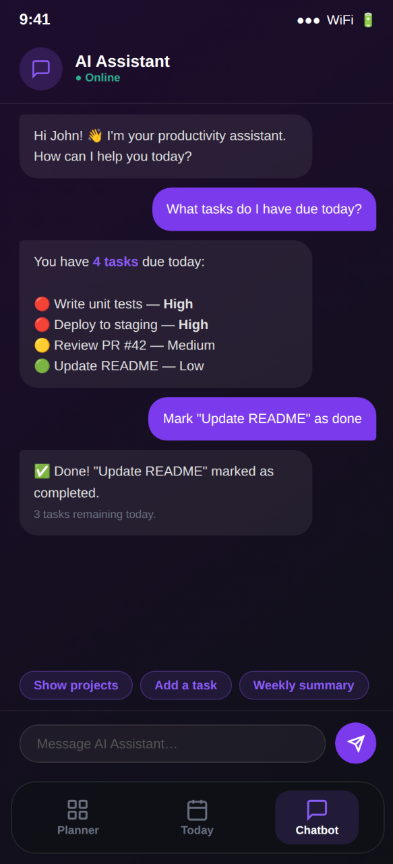 9:41
●●● WiFi 🔋
AI Assistant
● Online
Hi John! 👋 I'm your productivity assistant.
How can I help you today?
What tasks do I have due today?
You have 4 tasks due today:
🔴 Write unit tests — High
🔴 Deploy to staging — High
🟡 Review PR #42 — Medium
🟢 Update README — Low
Mark "Update README" as done
✅ Done! "Update README" marked as
completed.
3 tasks remaining today.
Show projects
Add a task
Weekly summary
Message AI Assistant…
Planner
Today
Chatbot